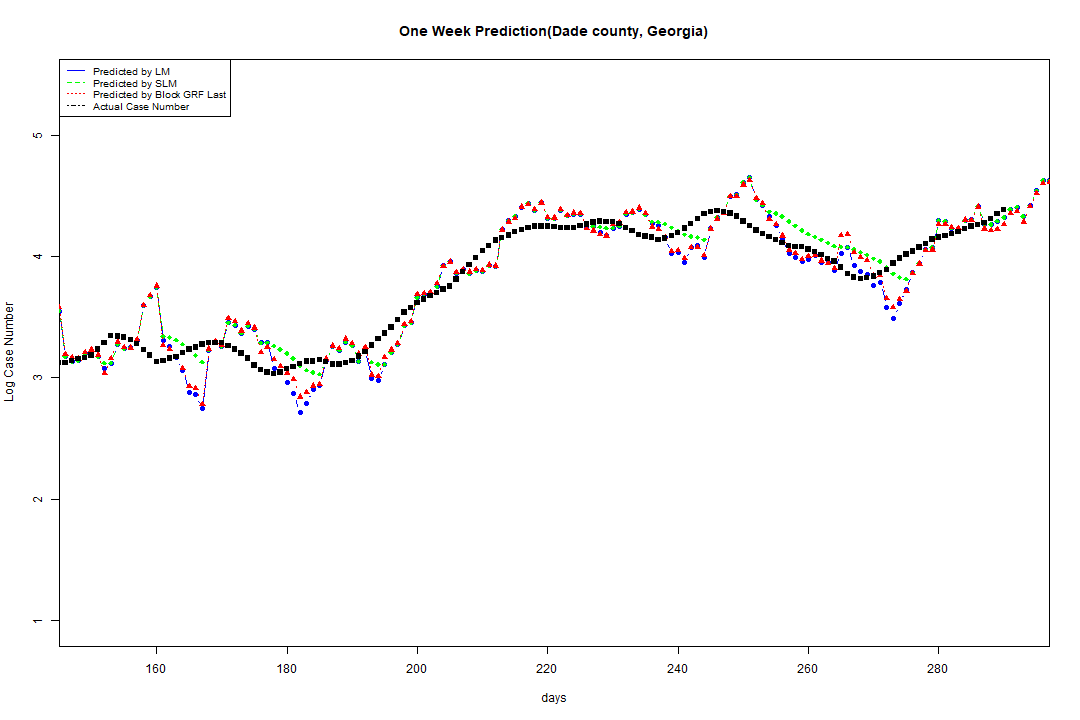 One Week Prediction(Dade county, Georgia)
Predicted by LM
Predicted by SLM
Predicted by Block GRF Last
Actual Case Number
5
4
3
2
1
Log Case Number
160 180 200 220 240 260 280
days